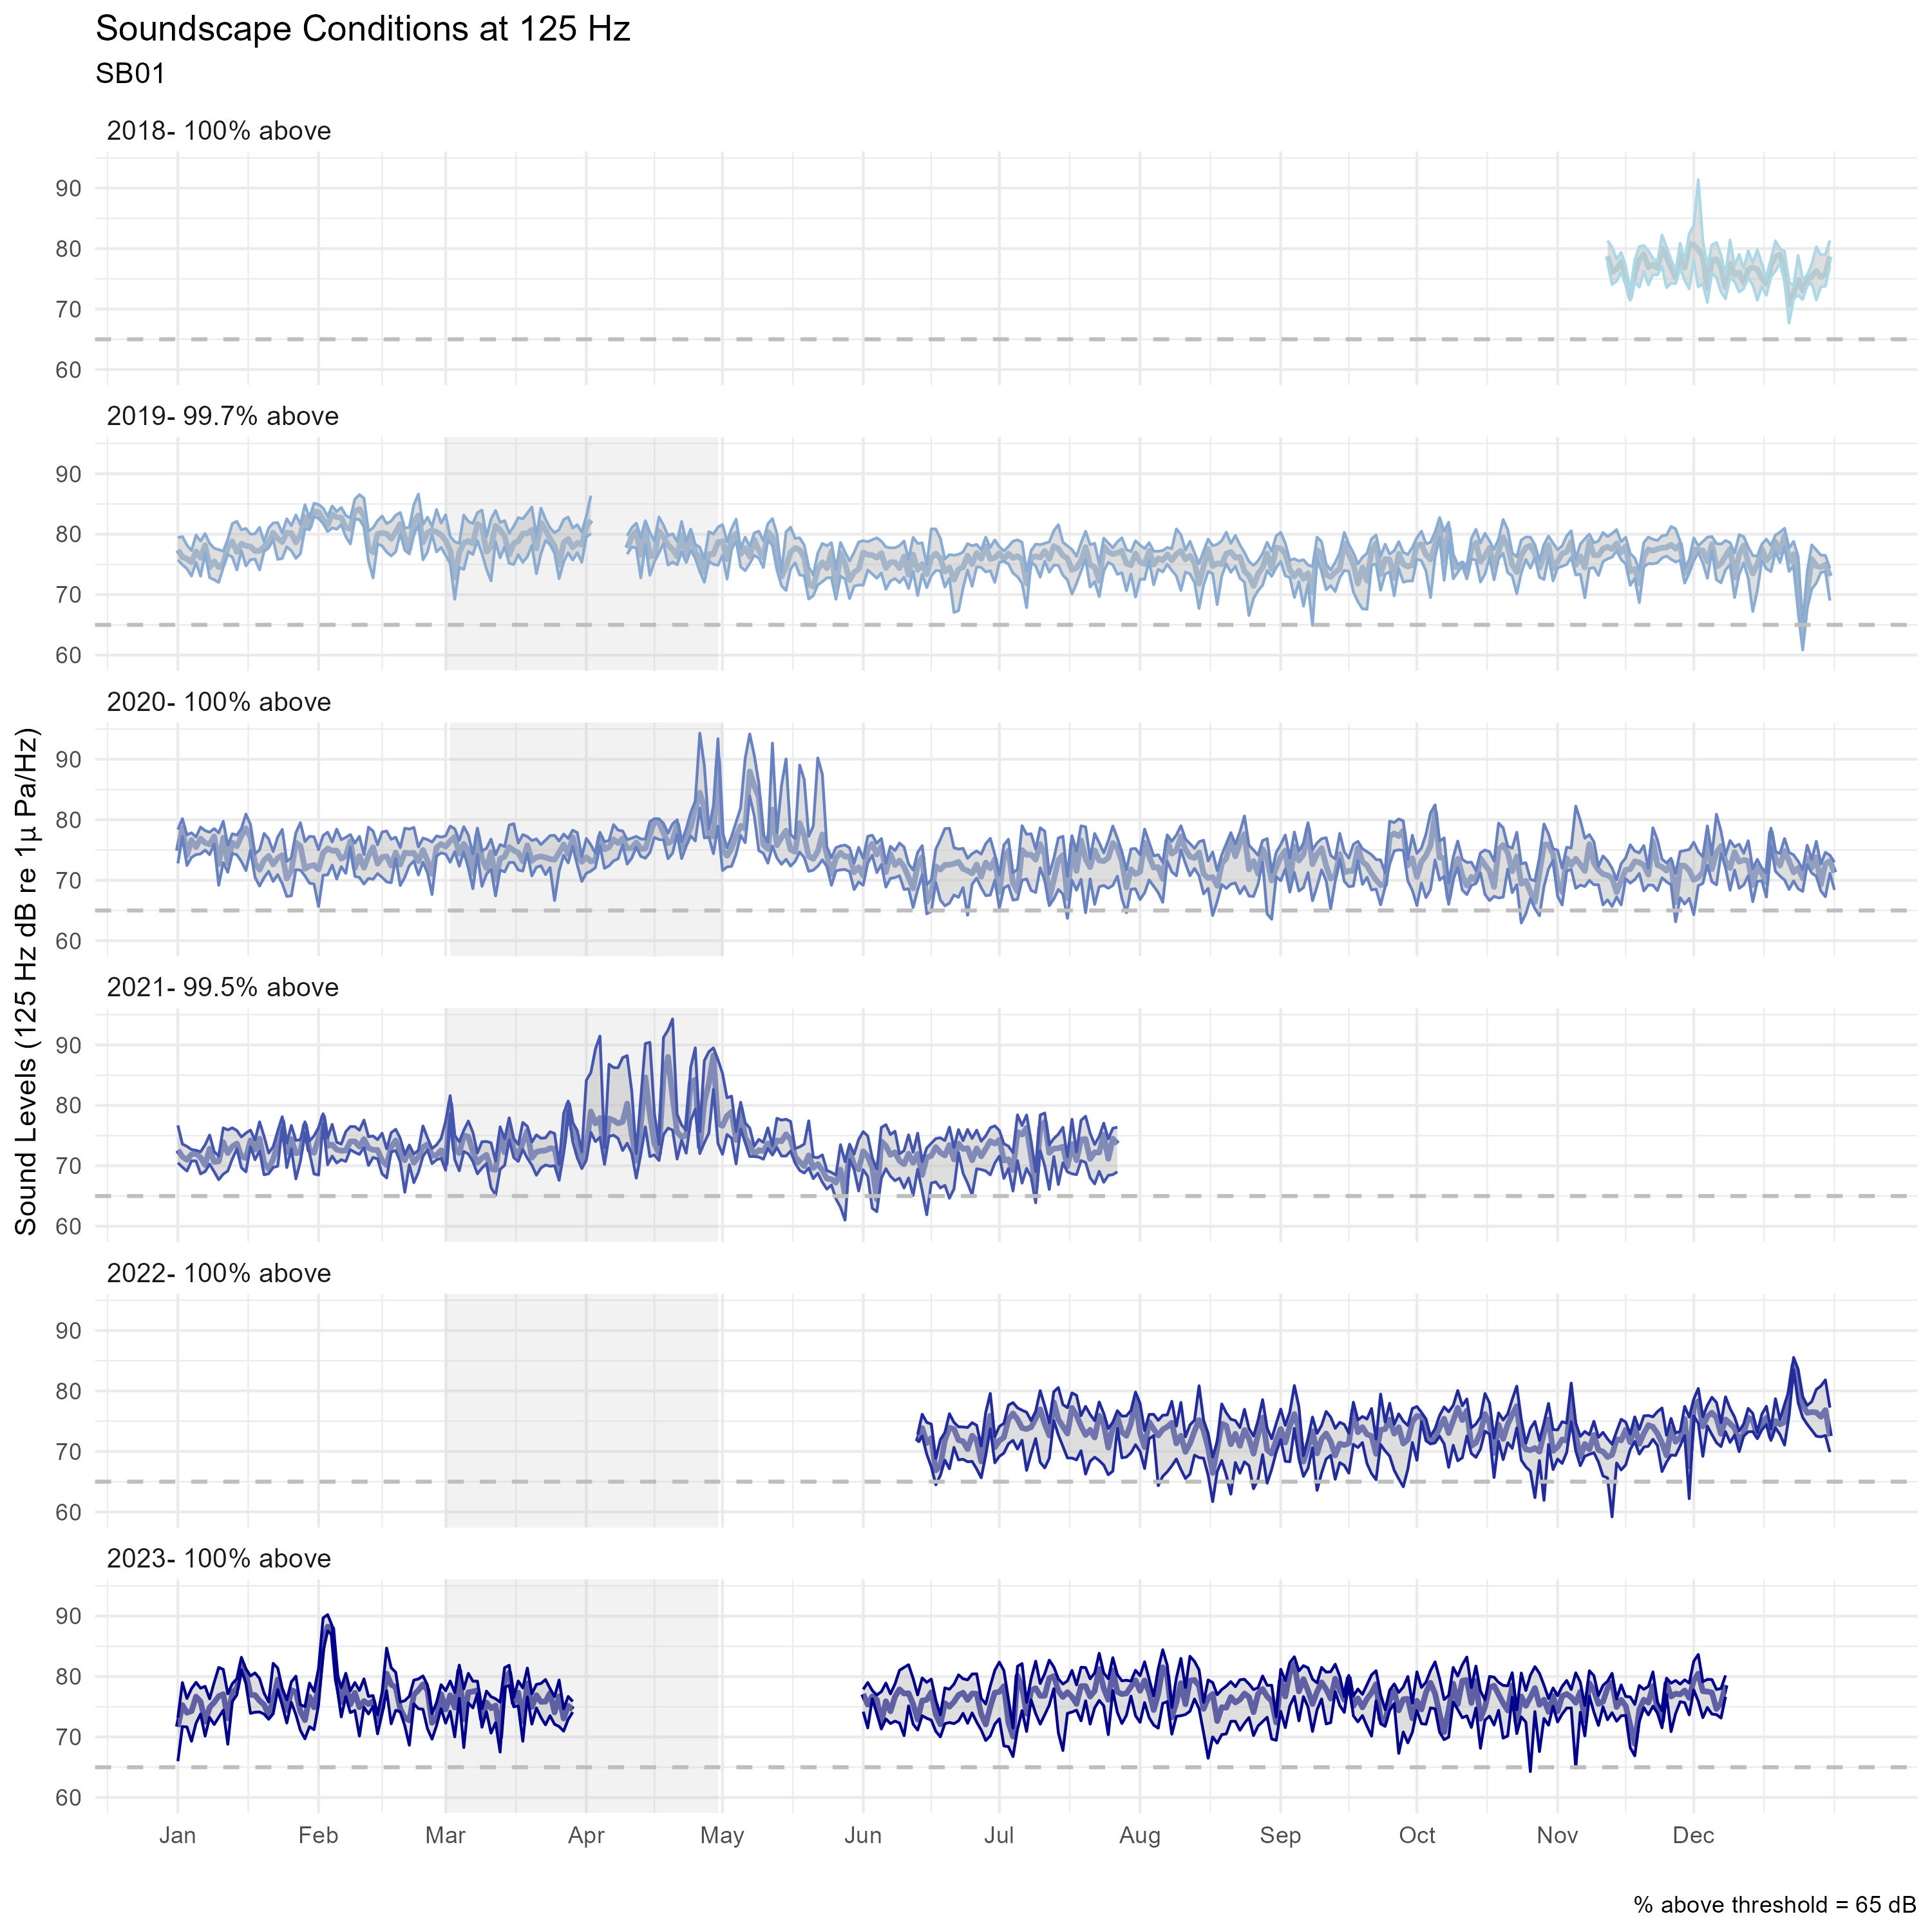 Soundscape Conditions at 125 Hz
SB01
2018- 100% above
90
80
70
60
2019- 99.7% above
90
80
70
60
2020- 100% above
90
80
70
60
2021- 99.5% above
90
80
70
60
2022- 100% above
90
80
70
60
2023- 100% above
90
80
70
60
Sound Levels (125 Hz dB re 1μ Pa/Hz)
Jan Feb Mar Apr May Jun Jul Aug Sep Oct Nov Dec
% above threshold = 65 dB